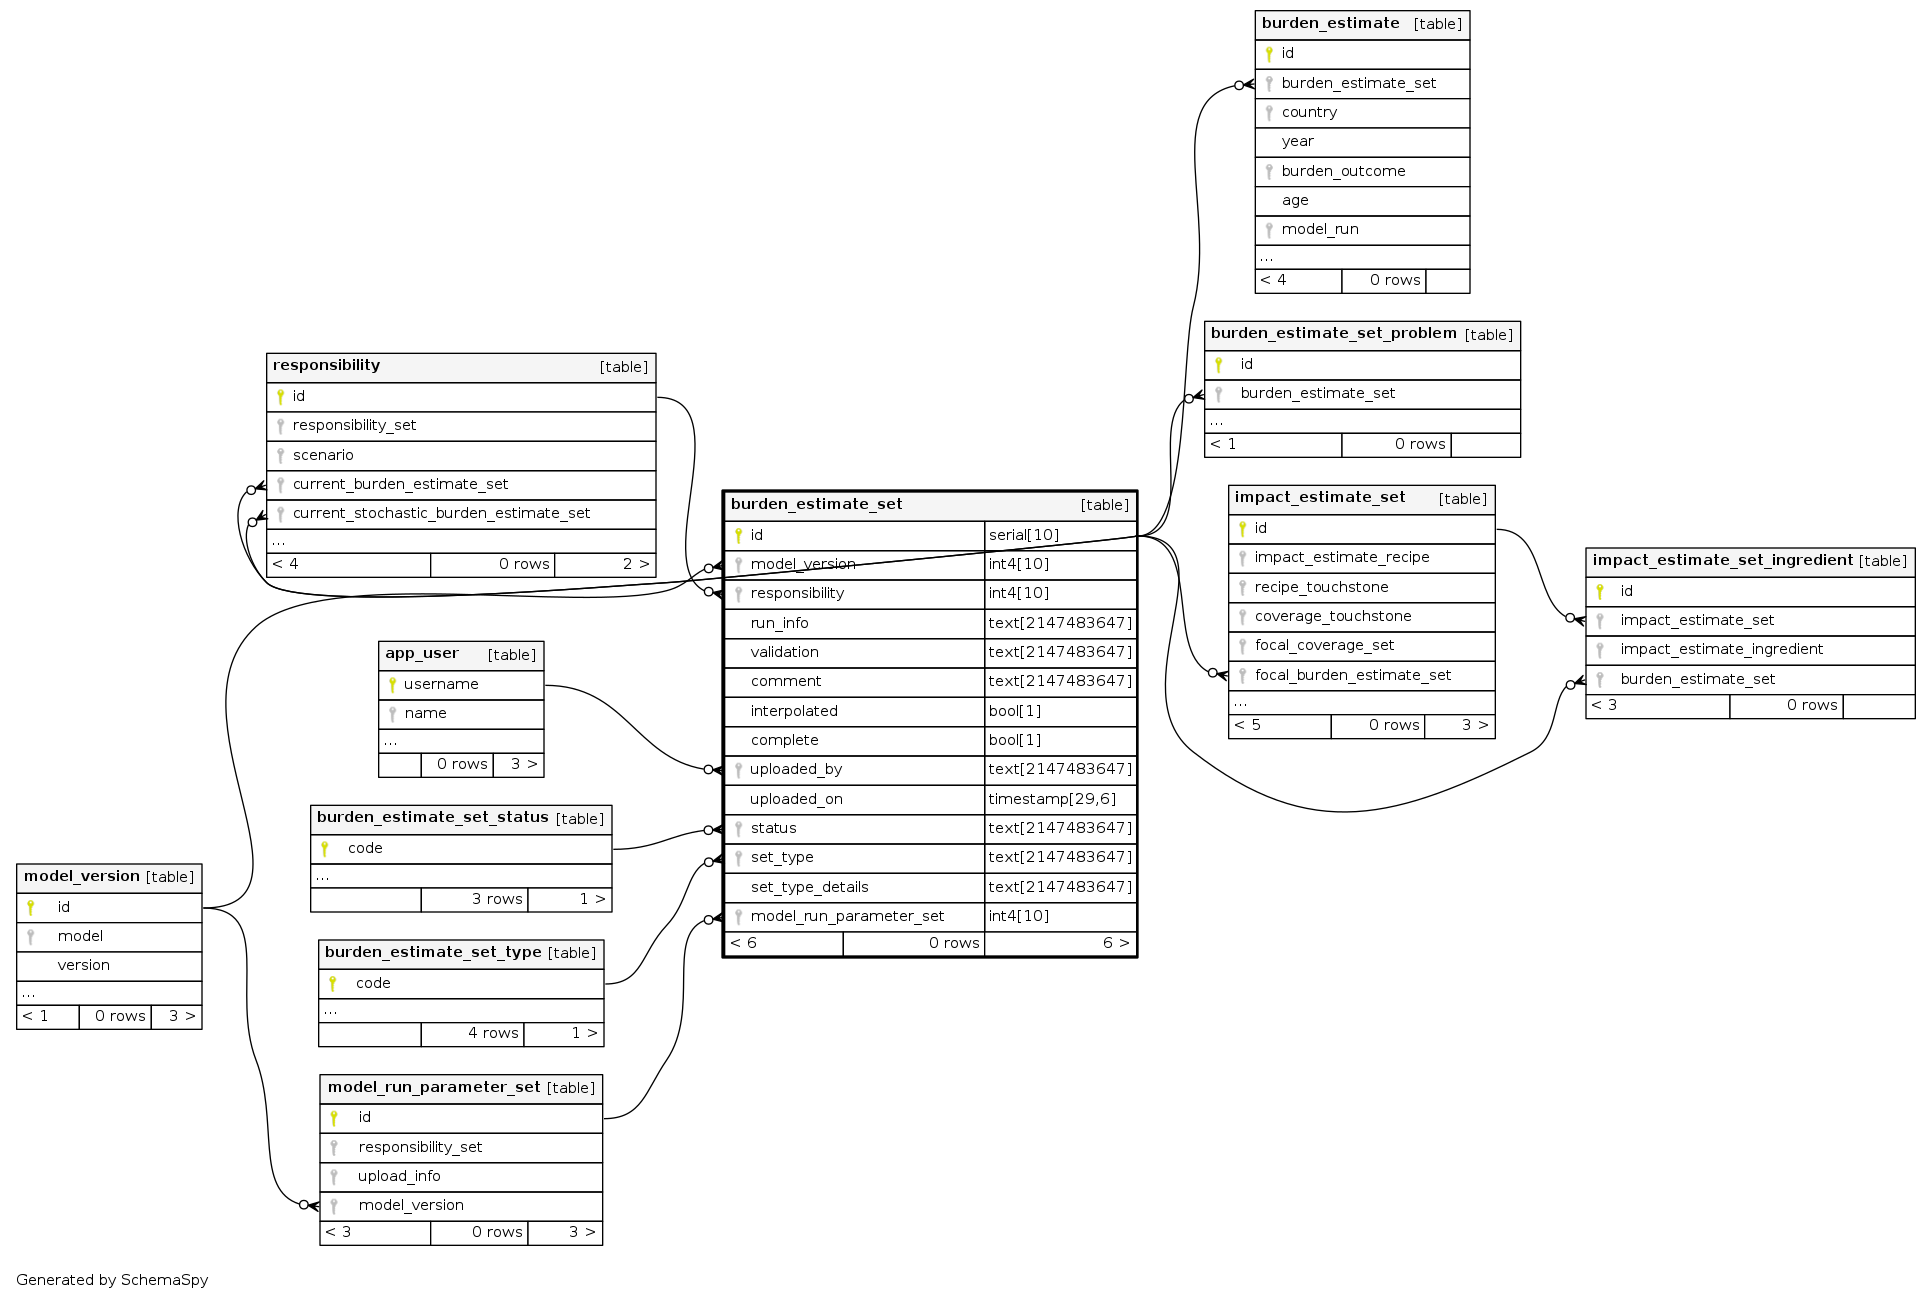 burden_estimate [table]
id
burden_estimate_set
country
year
burden_outcome
age
model_run
...
< 4 0 rows
burden_estimate_set_problem [table]
id
burden_estimate_set
...
< 1 0 rows
responsibility [table]
id
responsibility_set
scenario
current_burden_estimate_set
current_stochastic_burden_estimate_set
...
< 4 0 rows 2 >
burden_estimate_set [table]
id serial[10]
model_version int4[10]
responsibility int4[10]
run_info text[2147483647]
validation text[2147483647]
comment text[2147483647]
interpolated bool[1]
complete bool[1]
uploaded_by text[2147483647]
uploaded_on timestamp[29,6]
status text[2147483647]
set_type text[2147483647]
set_type_details text[2147483647]
model_run_parameter_set int4[10]
< 6 0 rows 6 >
impact_estimate_set [table]
id
impact_estimate_recipe
recipe_touchstone
coverage_touchstone
focal_coverage_set
focal_burden_estimate_set
...
< 5 0 rows 3 >
impact_estimate_set_ingredient [table]
id
impact_estimate_set
impact_estimate_ingredient
burden_estimate_set
< 3 0 rows
app_user [table]
username
name
...
0 rows 3 >
burden_estimate_set_status [table]
code
...
3 rows 1 >
model_version [table]
id
model
version
...
< 1 0 rows 3 >
burden_estimate_set_type [table]
code
...
4 rows 1 >
model_run_parameter_set [table]
id
responsibility_set
upload_info
model_version
< 3 0 rows 3 >
Generated by SchemaSpy